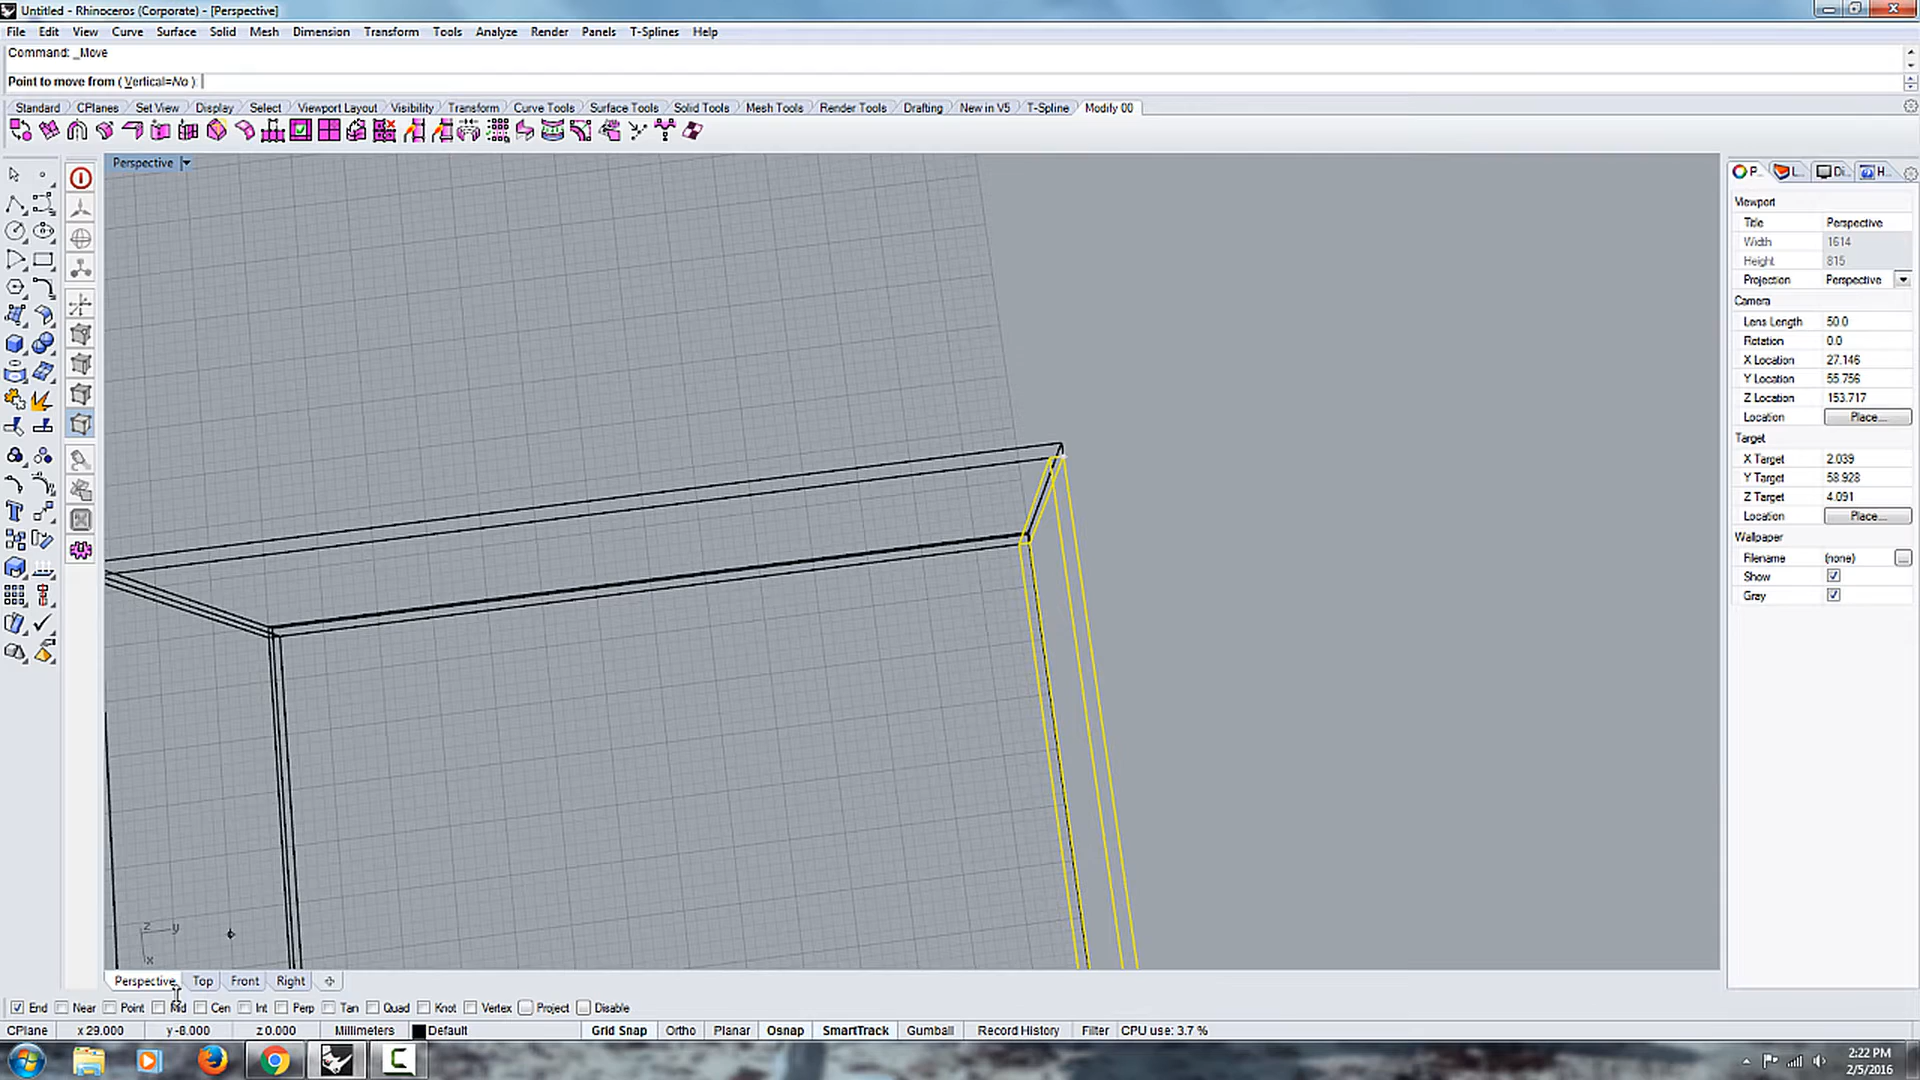 Untitled - Rhinoceros (Corporate) - [Perspective]
File Edit View Curve Surface Solid Mesh Dimension Transform Tools Analyze Render Panels T-Splines Help
Command: _Move
Point to move from ( Vertical=No ):
Standard CPlanes Set View Display Select Viewport Layout Visibility Transform Curve Tools Surface Tools Solid Tools Mesh Tools Render Tools Drafting New in V5 T-Spline Modify 00
Perspective
P.. L.. Di.. H..
Viewport
Title Perspective
Width 1614
Height 815
Projection Perspective
Camera
Lens Length 50.0
Rotation 0.0
X Location 27.146
Y Location 55.756
Z Location 153.717
Location Place...
Target
X Target 2.039
Y Target 58.928
Z Target 4.091
Location Place...
Wallpaper
Filename (none) ...
Show
Gray
z y
x
Perspective Top Front Right
End Near Point Mid Cen Int Perp Tan Quad Knot Vertex Project Disable
CPlane x 29.000 y -8.000 z 0.000 Millimeters Default Grid Snap Ortho Planar Osnap SmartTrack Gumball Record History Filter CPU use: 3.7 %
2:22 PM
2/5/2016